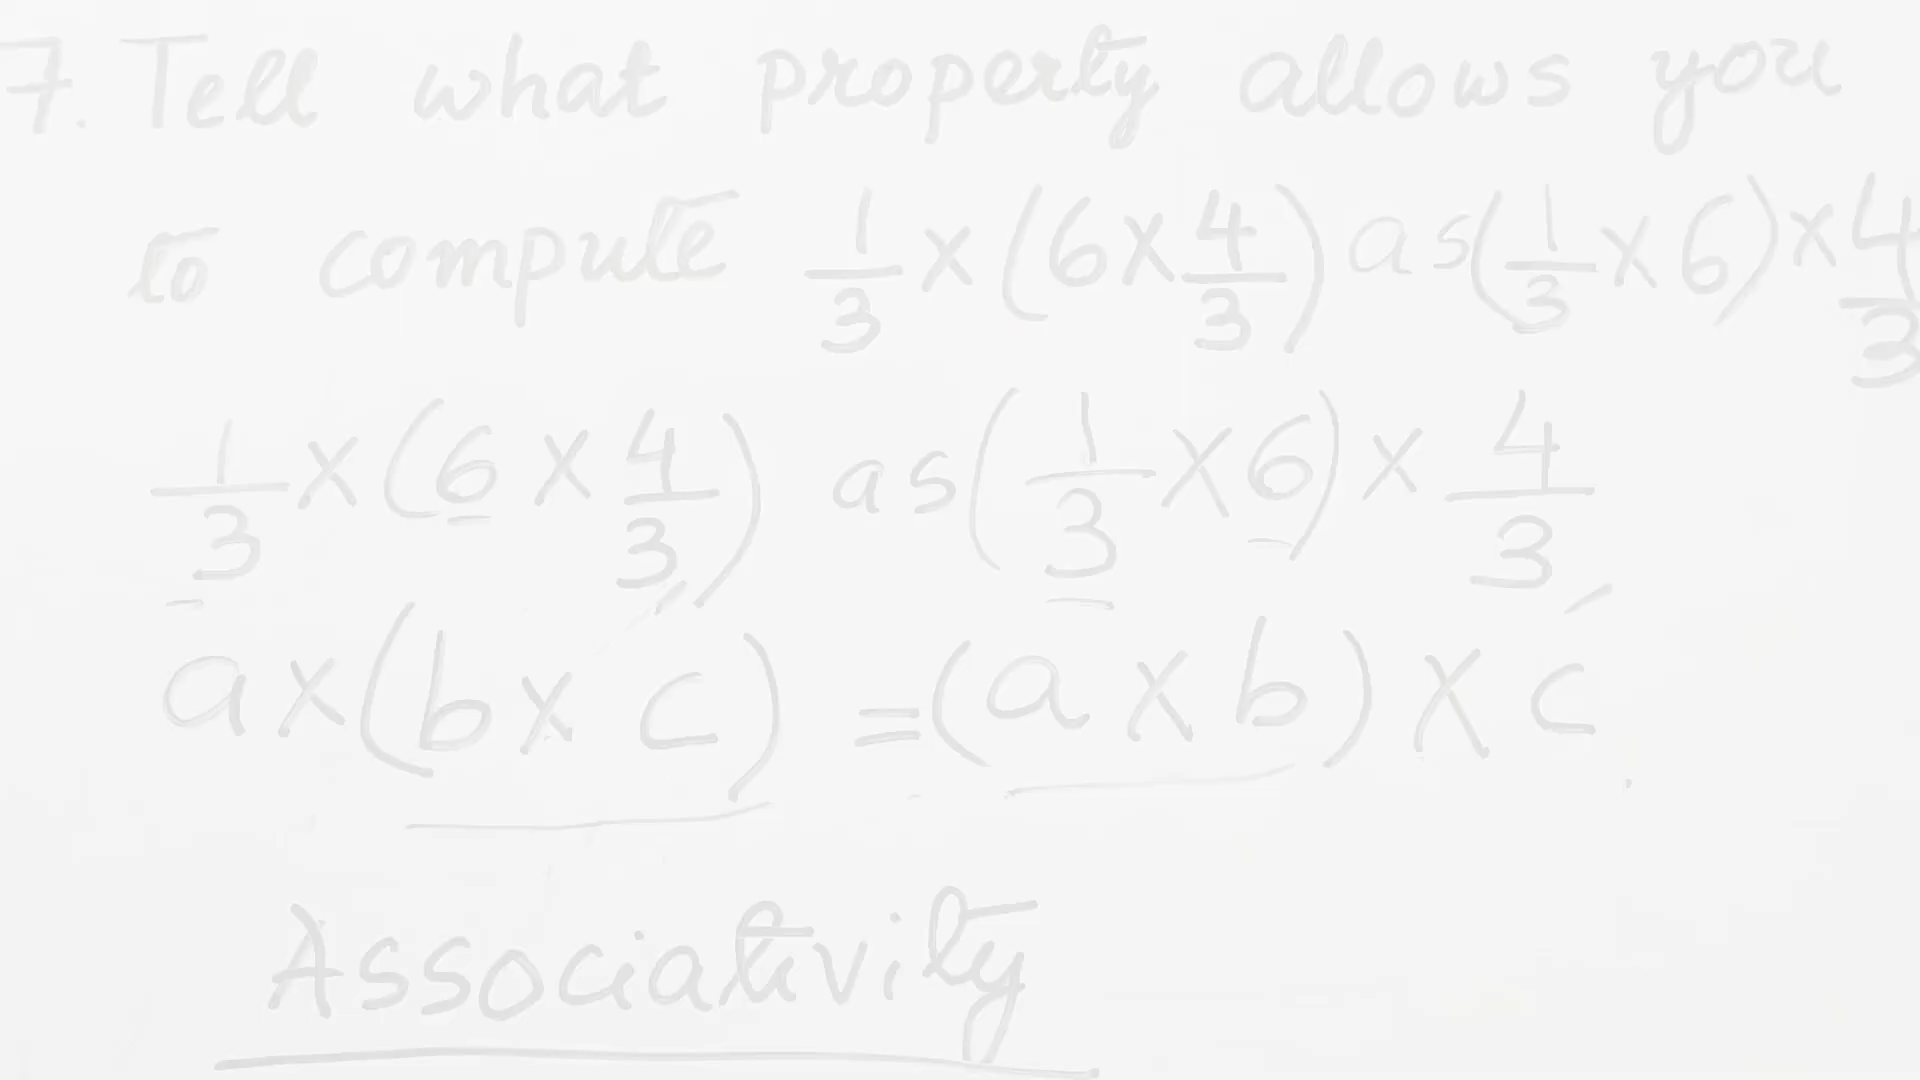 7. Tell what property allows you
to compute 1/3 × (6 × 4/3) as (1/3 × 6) × 4/3
1/3 × (6 × 4/3) as (1/3 × 6) × 4/3
a × (b × c) = (a × b) × c
Associativity